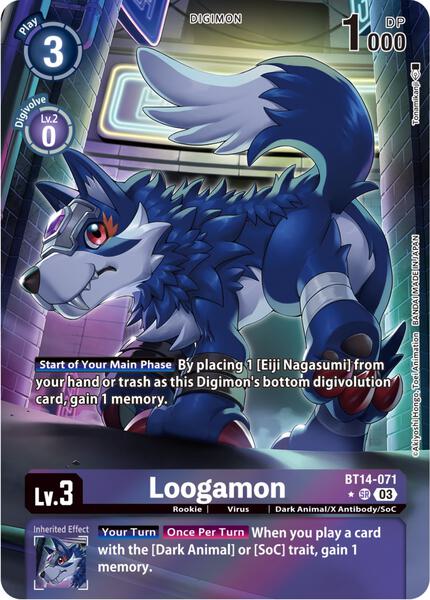 Play
3
DIGIMON
1000
DP
Digivolve
Lv.2
0
Tonamikanji
Start of Your Main Phase By placing 1 [Eiji Nagasumi] from
your hand or trash as this Digimon's bottom digivolution
card, gain 1 memory.
©Akiyoshi Hongo, Toei Animation BANDAI MADE IN JAPAN
Lv.3
Loogamon
BT14-071
SR 03
Rookie | Virus | Dark Animal/X Antibody/SoC
Inherited Effect
Your Turn Once Per Turn When you play a card
with the [Dark Animal] or [SoC] trait, gain 1
memory.